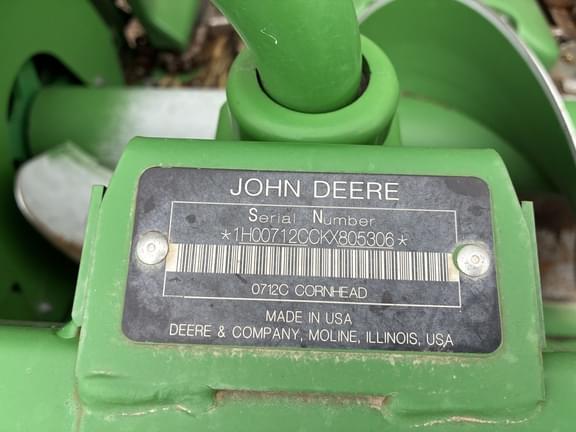 JOHN DEERE
Serial Number
*1H00712CCKX805306*
0712C CORNHEAD
MADE IN USA
DEERE & COMPANY, MOLINE, ILLINOIS, USA